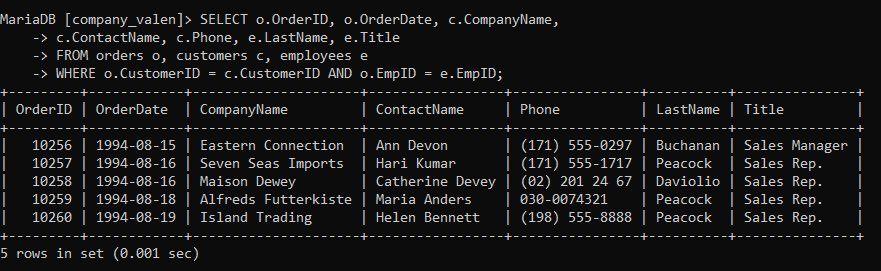 MariaDB [company_valen]> SELECT o.OrderID, o.OrderDate, c.CompanyName,
    -> c.ContactName, c.Phone, e.LastName, e.Title
    -> FROM orders o, customers c, employees e
    -> WHERE o.CustomerID = c.CustomerID AND o.EmpID = e.EmpID;
+---------+------------+--------------------+-----------------+----------------+----------+---------------+
| OrderID | OrderDate  | CompanyName        | ContactName     | Phone          | LastName | Title         |
+---------+------------+--------------------+-----------------+----------------+----------+---------------+
|   10256 | 1994-08-15 | Eastern Connection | Ann Devon       | (171) 555-0297 | Buchanan | Sales Manager |
|   10257 | 1994-08-16 | Seven Seas Imports | Hari Kumar      | (171) 555-1717 | Peacock  | Sales Rep.    |
|   10258 | 1994-08-16 | Maison Dewey       | Catherine Devey | (02) 201 24 67 | Daviolio | Sales Rep.    |
|   10259 | 1994-08-18 | Alfreds Futterkiste | Maria Anders    | 030-0074321    | Peacock  | Sales Rep.    |
|   10260 | 1994-08-19 | Island Trading     | Helen Bennett   | (198) 555-8888 | Peacock  | Sales Rep.    |
+---------+------------+--------------------+-----------------+----------------+----------+---------------+
5 rows in set (0.001 sec)